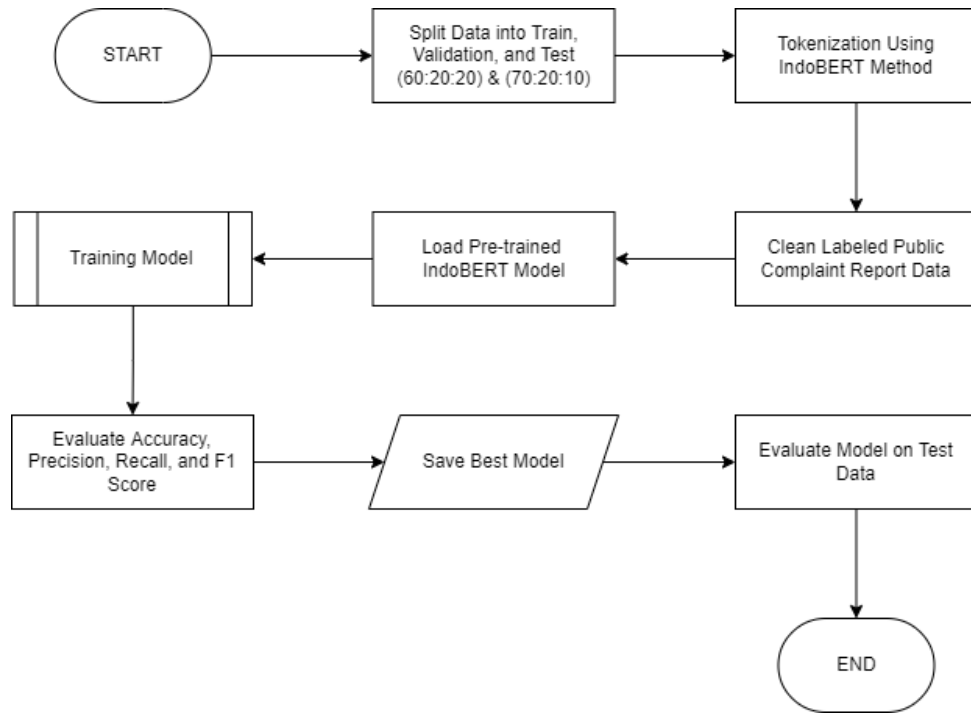 START
Split Data into Train,
Validation, and Test
(60:20:20) & (70:20:10)
Tokenization Using
IndoBERT Method
Clean Labeled Public
Complaint Report Data
Load Pre-trained
IndoBERT Model
Training Model
Evaluate Accuracy,
Precision, Recall, and F1
Score
Save Best Model
Evaluate Model on Test
Data
END